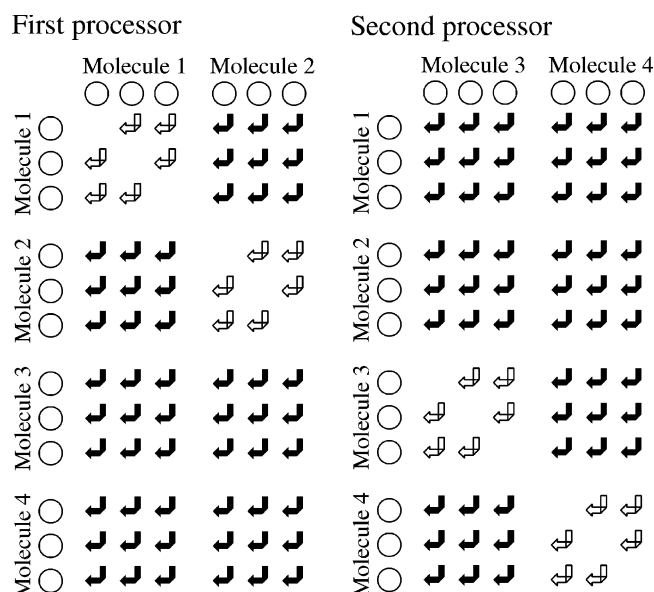 First processor
Second processor
Molecule 1 Molecule 2
Molecule 3 Molecule 4
Molecule 1
Molecule 2
Molecule 3
Molecule 4
Molecule 1
Molecule 2
Molecule 3
Molecule 4